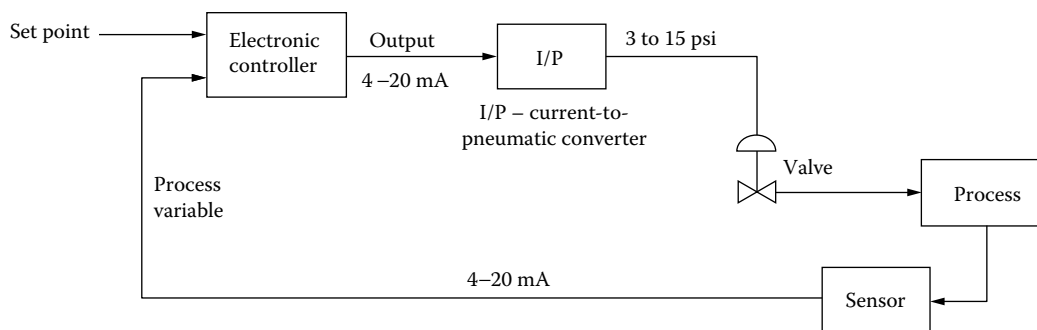 Set point
Electronic
controller
Output
4 –20 mA
I/P
3 to 15 psi
I/P – current-to-
pneumatic converter
Valve
Process
Process
variable
4–20 mA
Sensor